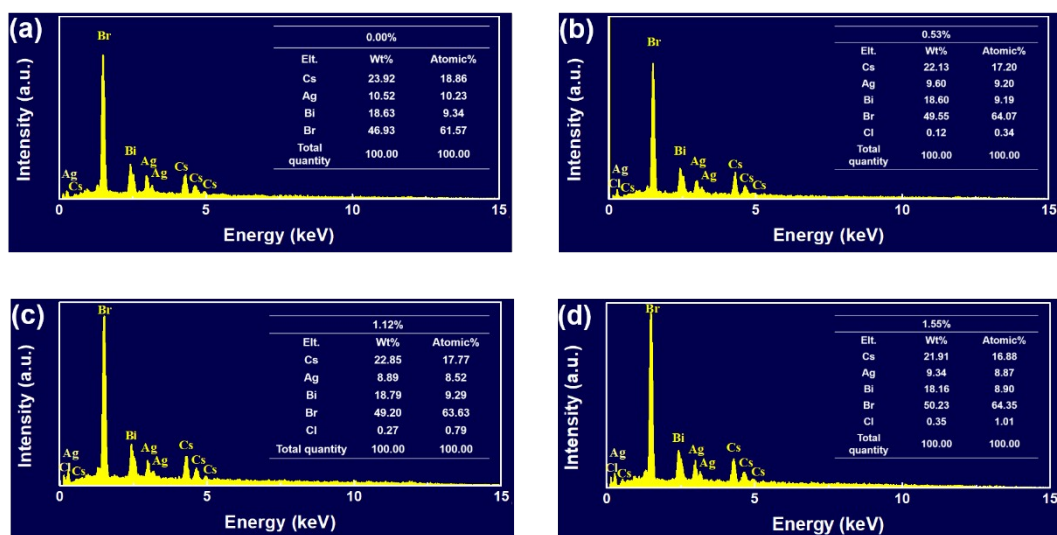 (a)
Intensity (a.u.)
Br
Bi
Ag
Ag
Cs
Cs
Cs
Ag
Cs
0 5 10 15
Energy (keV)
0.00%
Elt. Wt% Atomic%
Cs 23.92 18.86
Ag 10.52 10.23
Bi 18.63 9.34
Br 46.93 61.57
Total
quantity 100.00 100.00
(b)
Intensity (a.u.)
Br
Bi
Ag
Ag
Cs
Cs
Cs
Ag
Cl
Cs
0 5 10 15
Energy (keV)
0.53%
Elt. Wt% Atomic%
Cs 22.13 17.20
Ag 9.60 9.20
Bi 18.60 9.19
Br 49.55 64.07
Cl 0.12 0.34
Total
quantity 100.00 100.00
(c)
Intensity (a.u.)
Br
Bi
Ag
Ag
Cs
Cs
Cs
Ag
Cl
Cs
0 5 10 15
Energy (keV)
1.12%
Elt. Wt% Atomic%
Cs 22.85 17.77
Ag 8.89 8.52
Bi 18.79 9.29
Br 49.20 63.63
Cl 0.27 0.79
Total quantity 100.00 100.00
(d)
Intensity (a.u.)
Br
Bi
Ag
Ag
Cs
Cs
Cs
Ag
Cl
Cs
0 5 10 15
Energy (keV)
1.55%
Elt. Wt% Atomic%
Cs 21.91 16.88
Ag 9.34 8.87
Bi 18.16 8.90
Br 50.23 64.35
Cl 0.35 1.01
Total
quantity 100.00 100.00